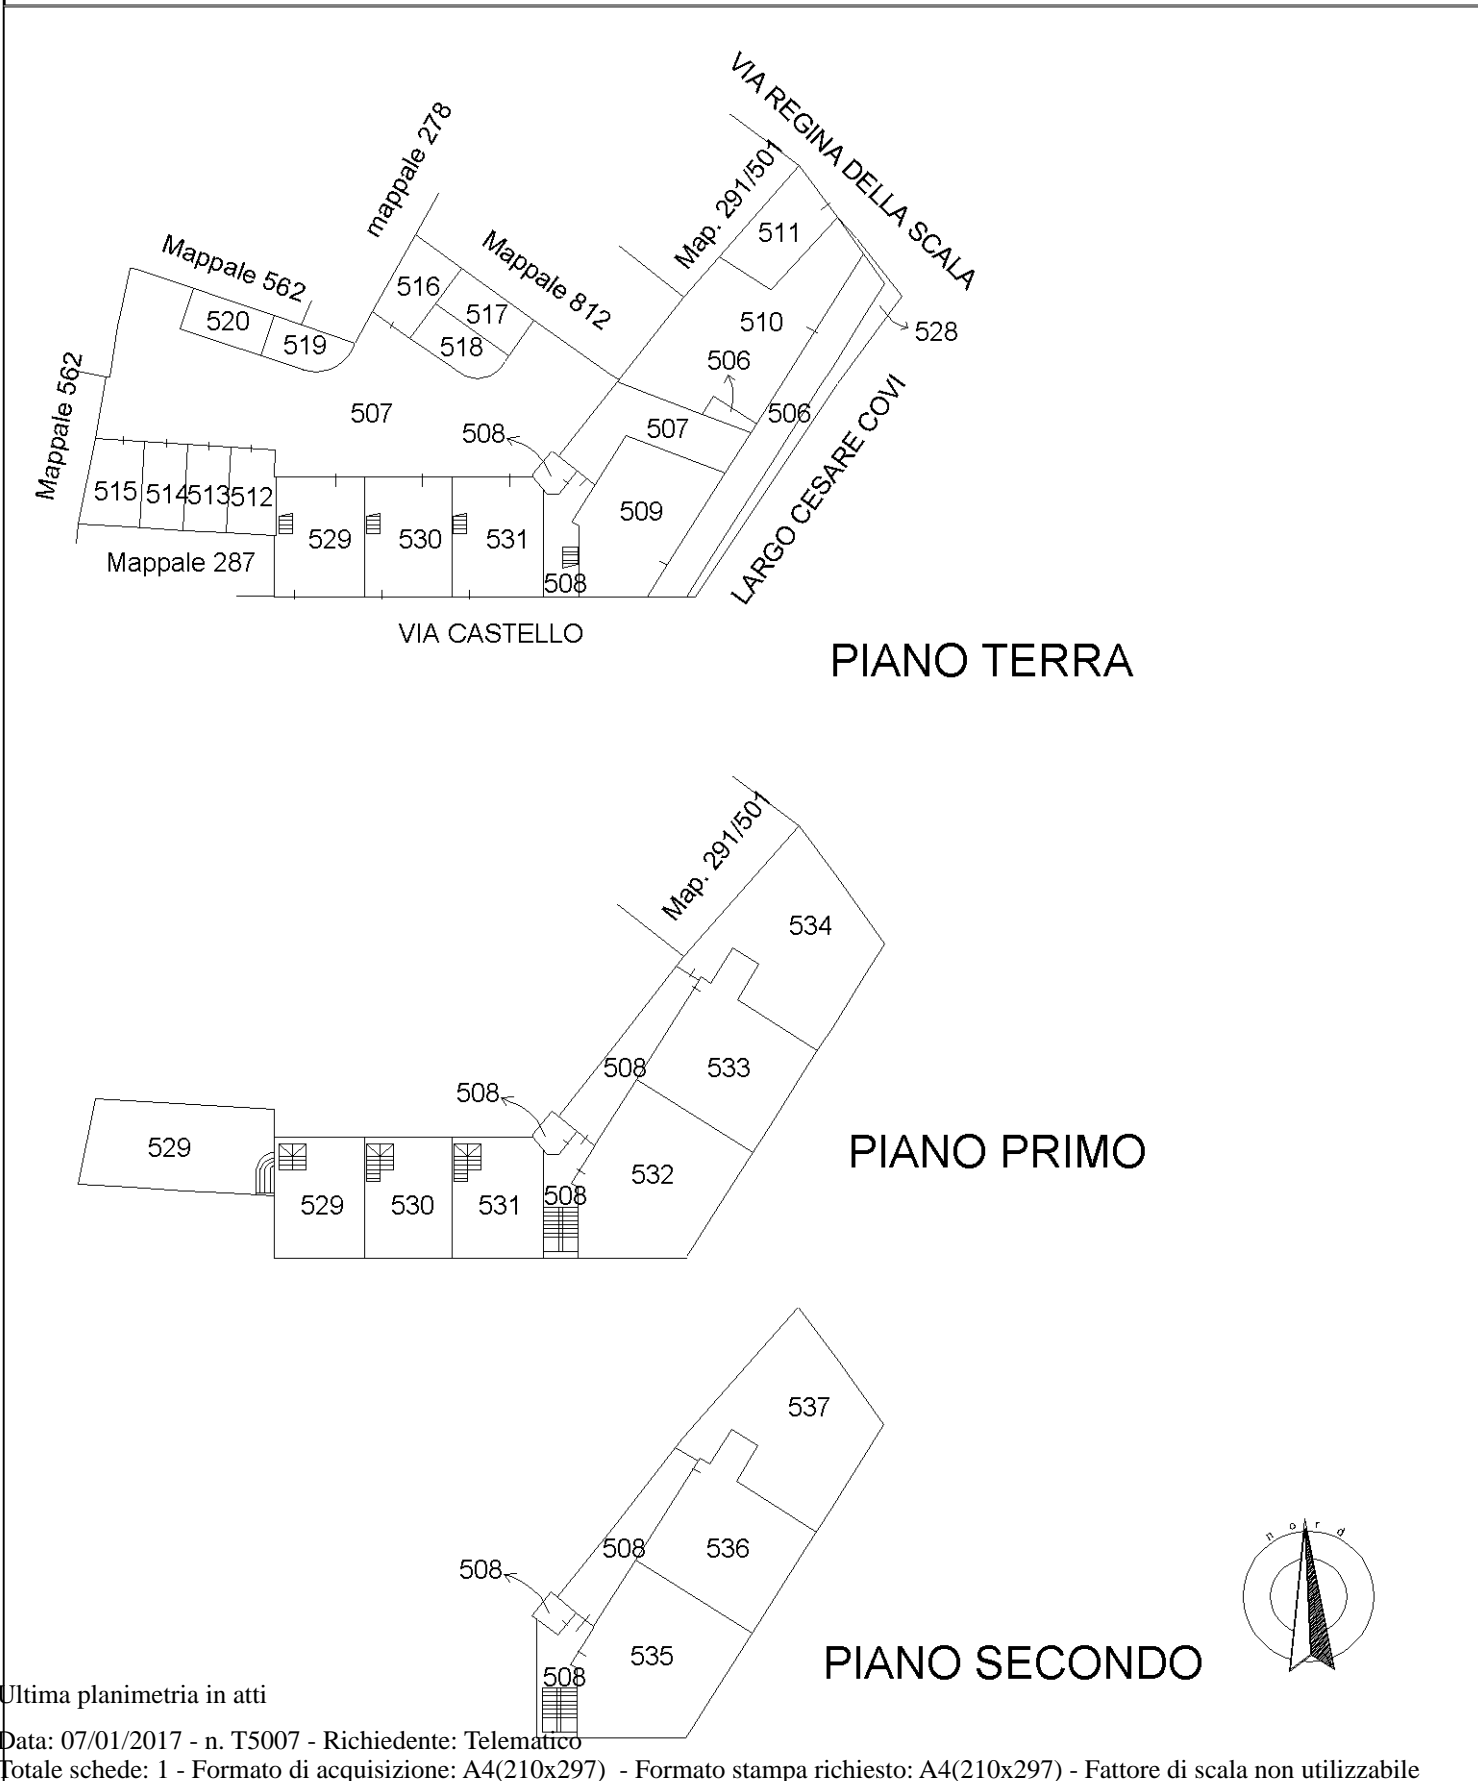 VIA REGINA DELLA SCALA
mappale 278
Map. 291/501
511
Mappale 562
Mappale 812
516
517
520
519
518
510
528
506
Mappale 562
507
508
507
506
LARGO CESARE COVI
515
514
513
512
509
529
530
531
Mappale 287
508
VIA CASTELLO
PIANO TERRA
Map. 291/501
534
508
533
508
529
532
PIANO PRIMO
529
530
531
508
537
508
536
508
535
508
PIANO SECONDO
nord
Ultima planimetria in atti
Data: 07/01/2017 - n. T5007 - Richiedente: Telematico
Totale schede: 1 - Formato di acquisizione: A4(210x297) - Formato stampa richiesto: A4(210x297) - Fattore di scala non utilizzabile